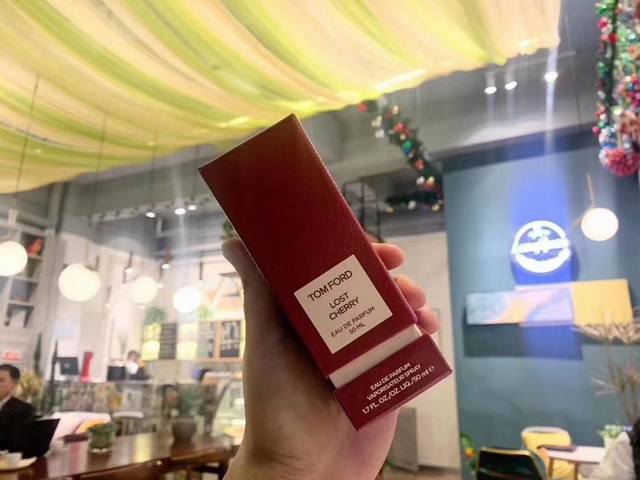 TOM FORD
LOST
CHERRY
EAU DE PARFUM
50 ML
EAU DE PARFUM
VAPORISATEUR SPRAY
1.7 FL. OZ./OZ. LIQ./50 ml e